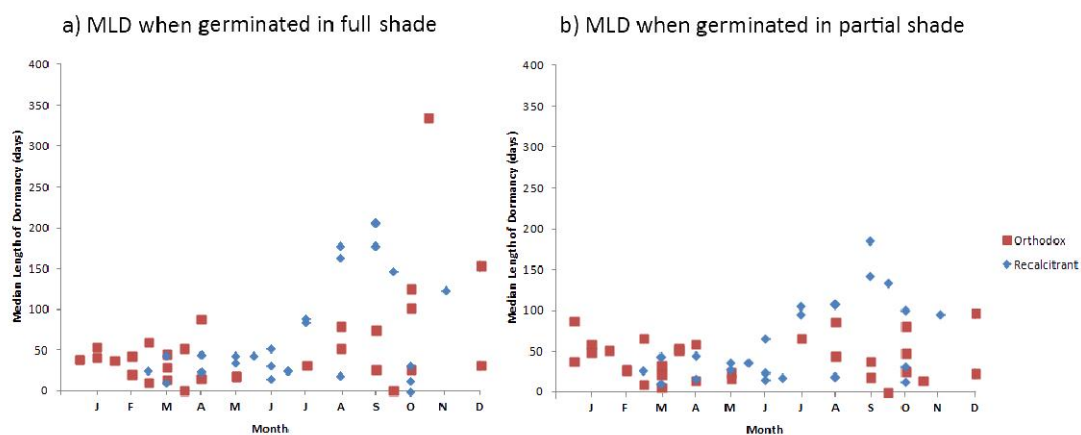 a) MLD when germinated in full shade
Median Length of Dormancy (days)
400
350
300
250
200
150
100
50
0
J F M A M J J A S O N D
Month
b) MLD when germinated in partial shade
Median Length of Dormancy (days)
400
350
300
250
200
150
100
50
0
J F M A M J J A S O N D
Month
Orthodox
Recalcitrant